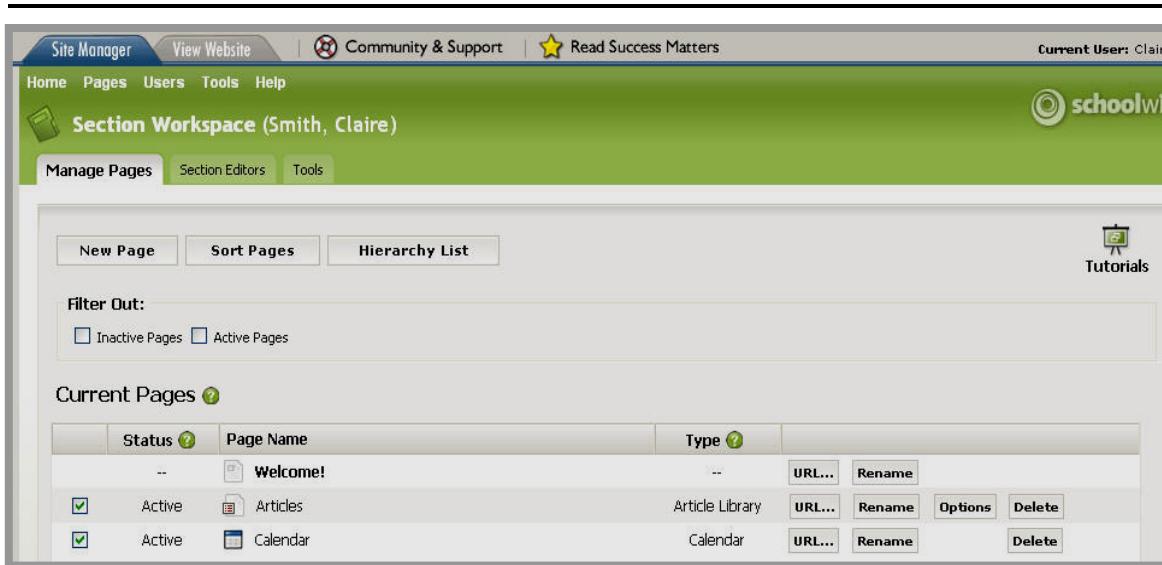 Site Manager View Website Community & Support Read Success Matters Current User: Clair
Home Pages Users Tools Help
schoolwi
Section Workspace (Smith, Claire)
Manage Pages Section Editors Tools
New Page Sort Pages Hierarchy List
Tutorials
Filter Out:
Inactive Pages Active Pages
Current Pages ?
Status ? Page Name Type ?
-- Welcome! -- URL... Rename
Active Articles Article Library URL... Rename Options Delete
Active Calendar Calendar URL... Rename Delete